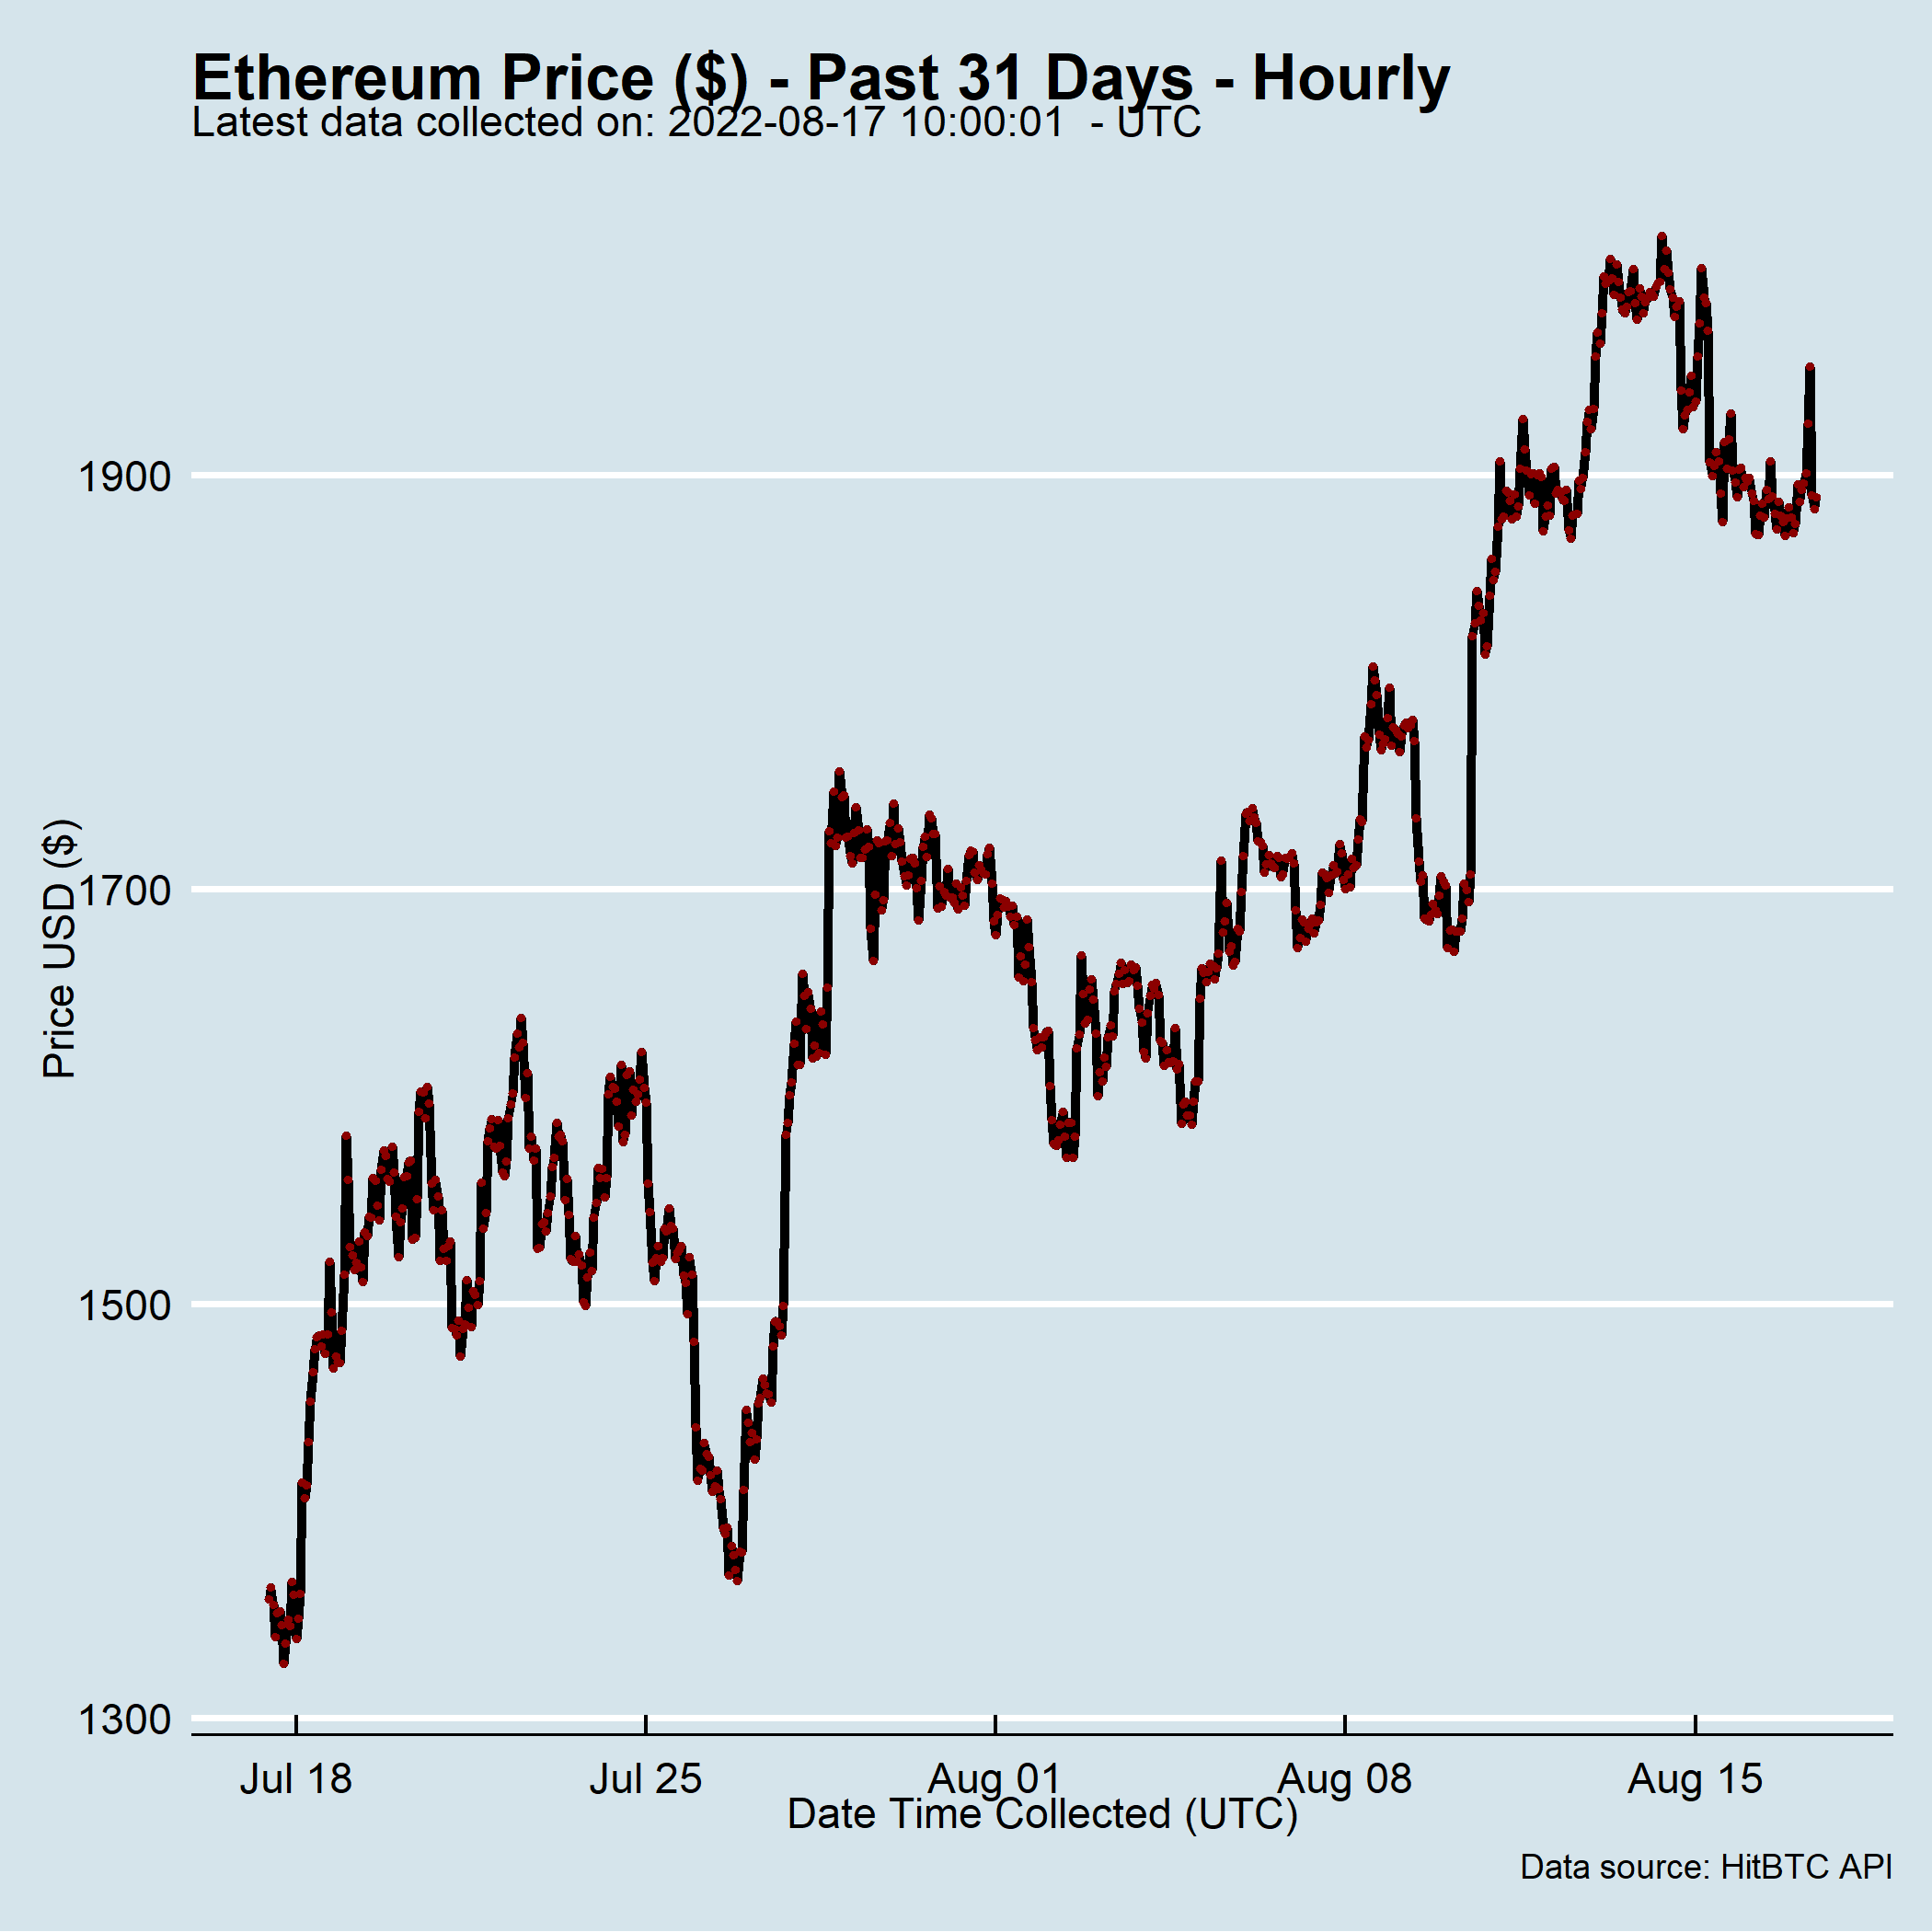 Ethereum Price ($) - Past 31 Days - Hourly
Latest data collected on: 2022-08-17 10:00:01  - UTC
Price USD ($)
1900
1700
1500
1300
Jul 18
Jul 25
Aug 01
Aug 08
Aug 15
Date Time Collected (UTC)
Data source: HitBTC API